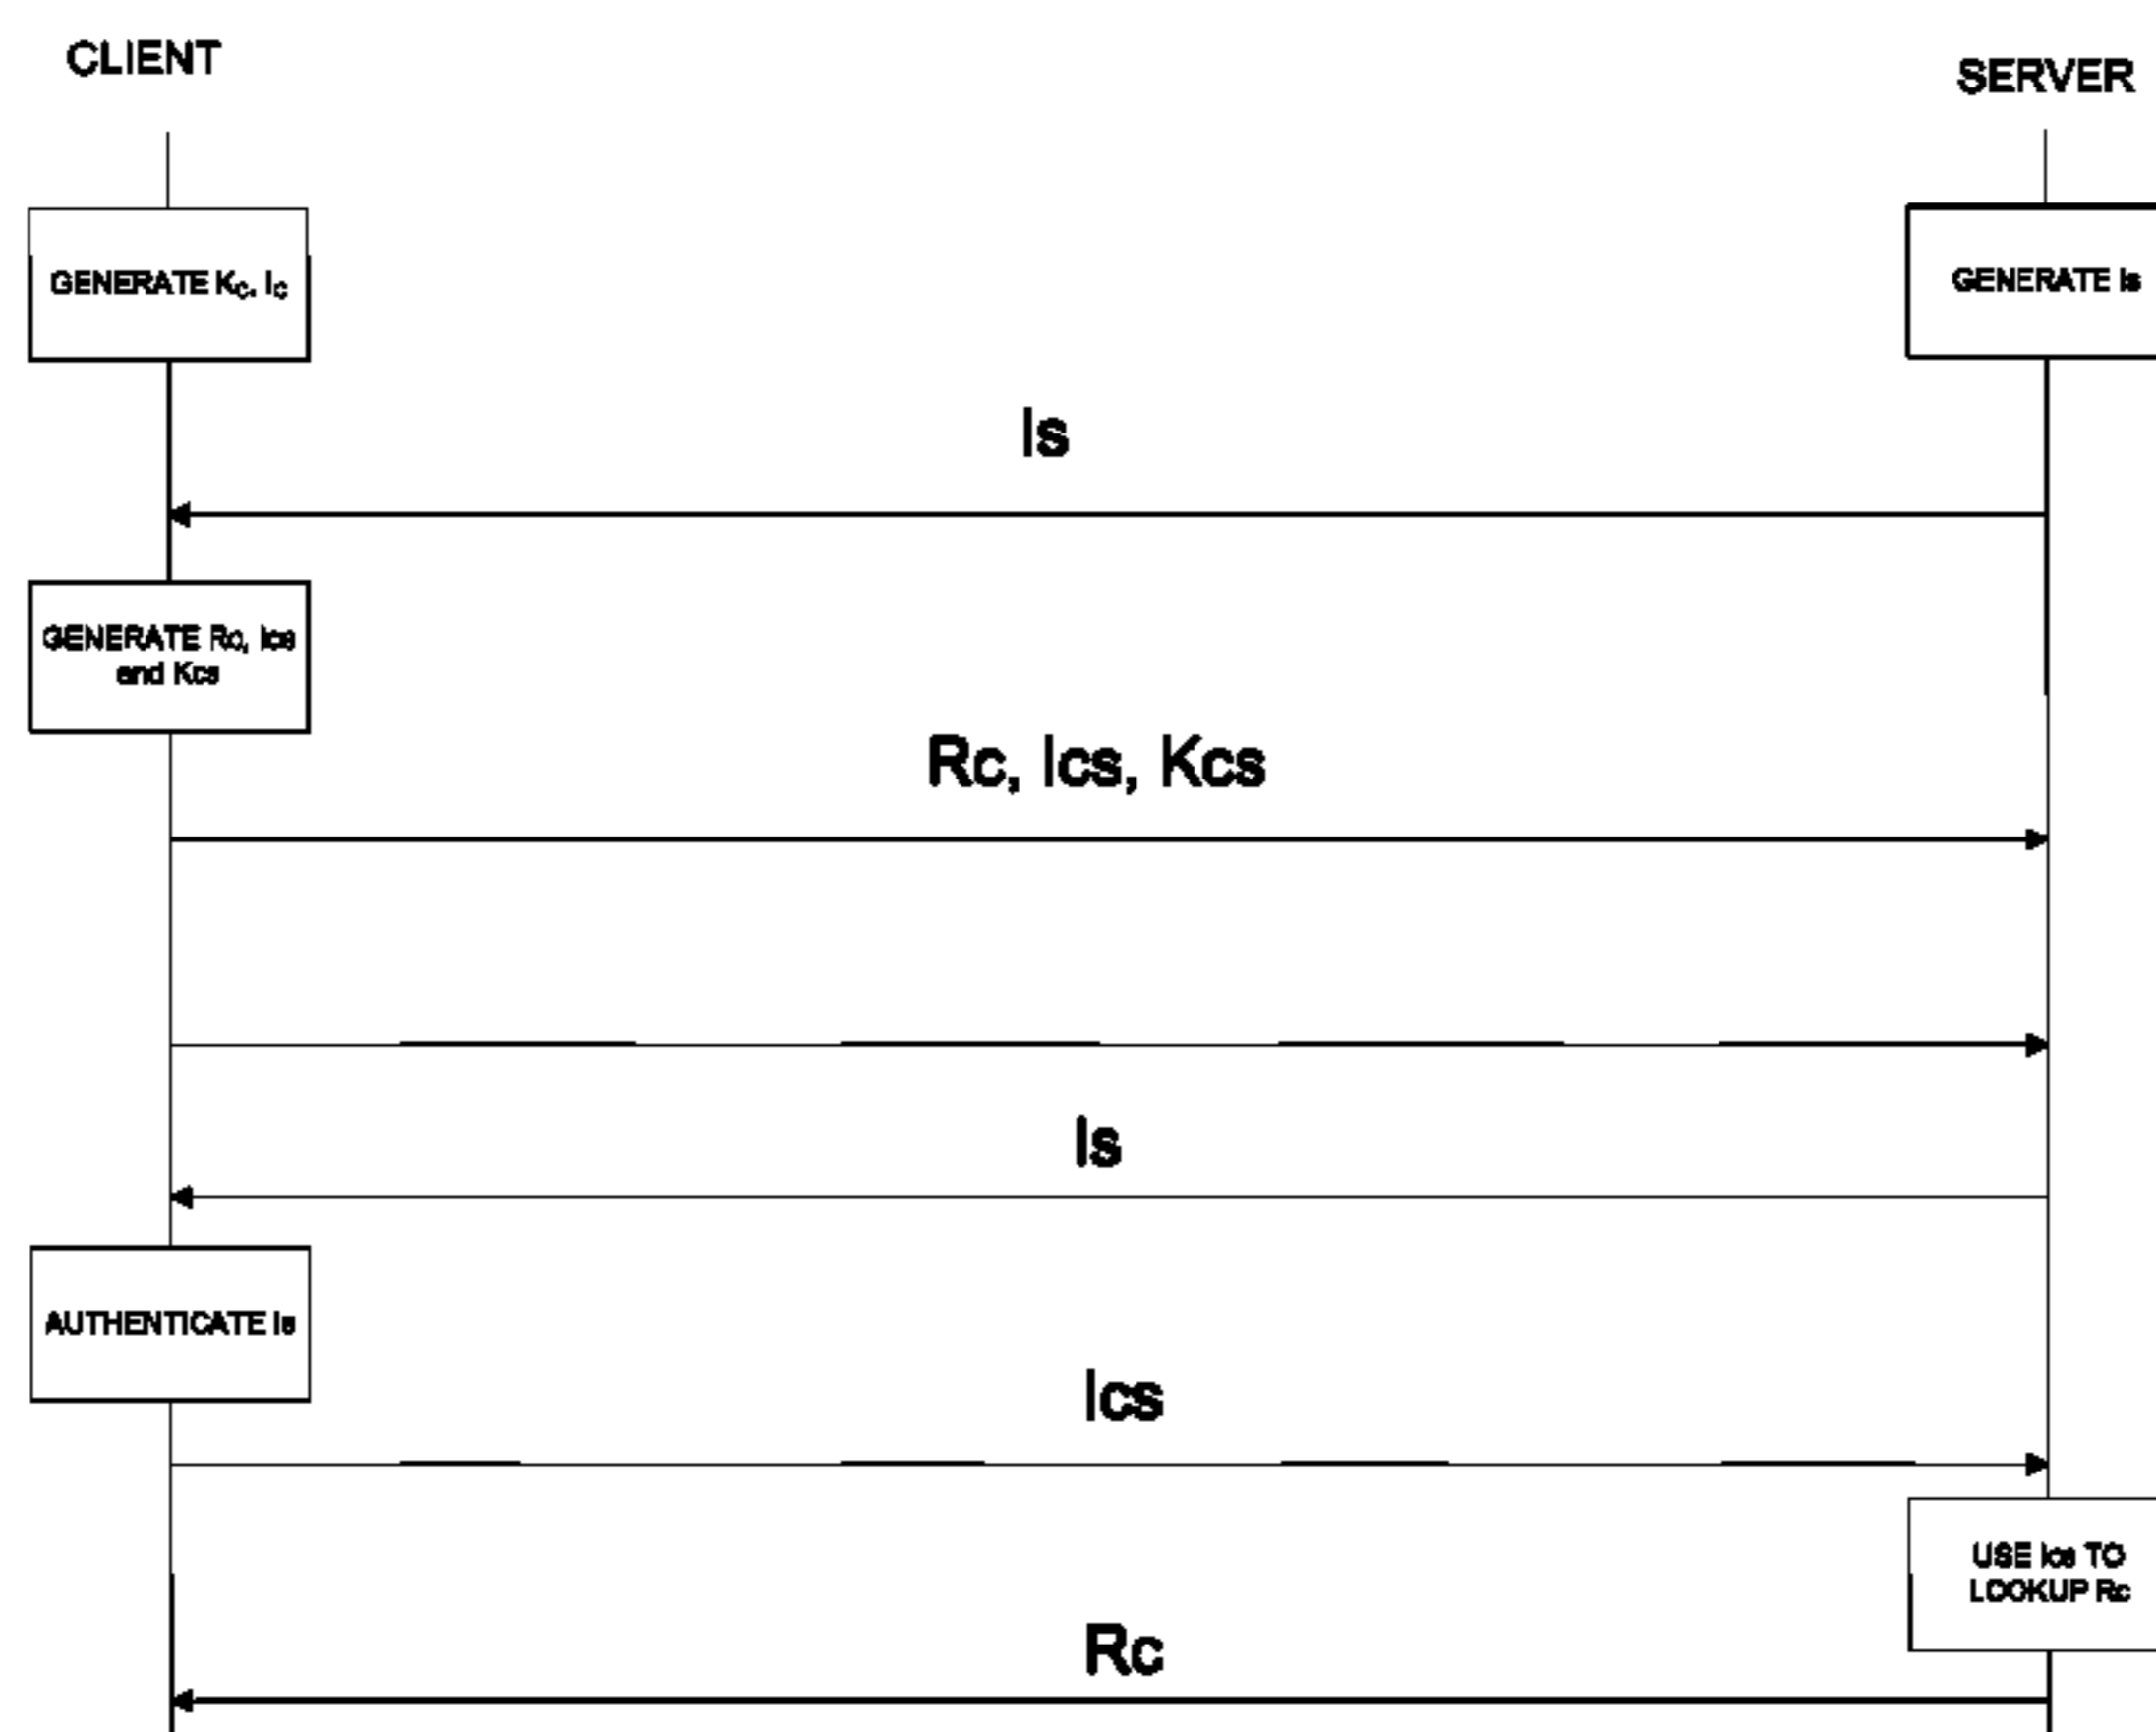 CLIENT
SERVER
GENERATE Kc, Ic
GENERATE Is
Is
GENERATE Rc, Ics
and Kcs
Rc, Ics, Kcs
Is
AUTHENTICATE Is
Ics
USE Ics TO
LOOKUP Rc
Rc